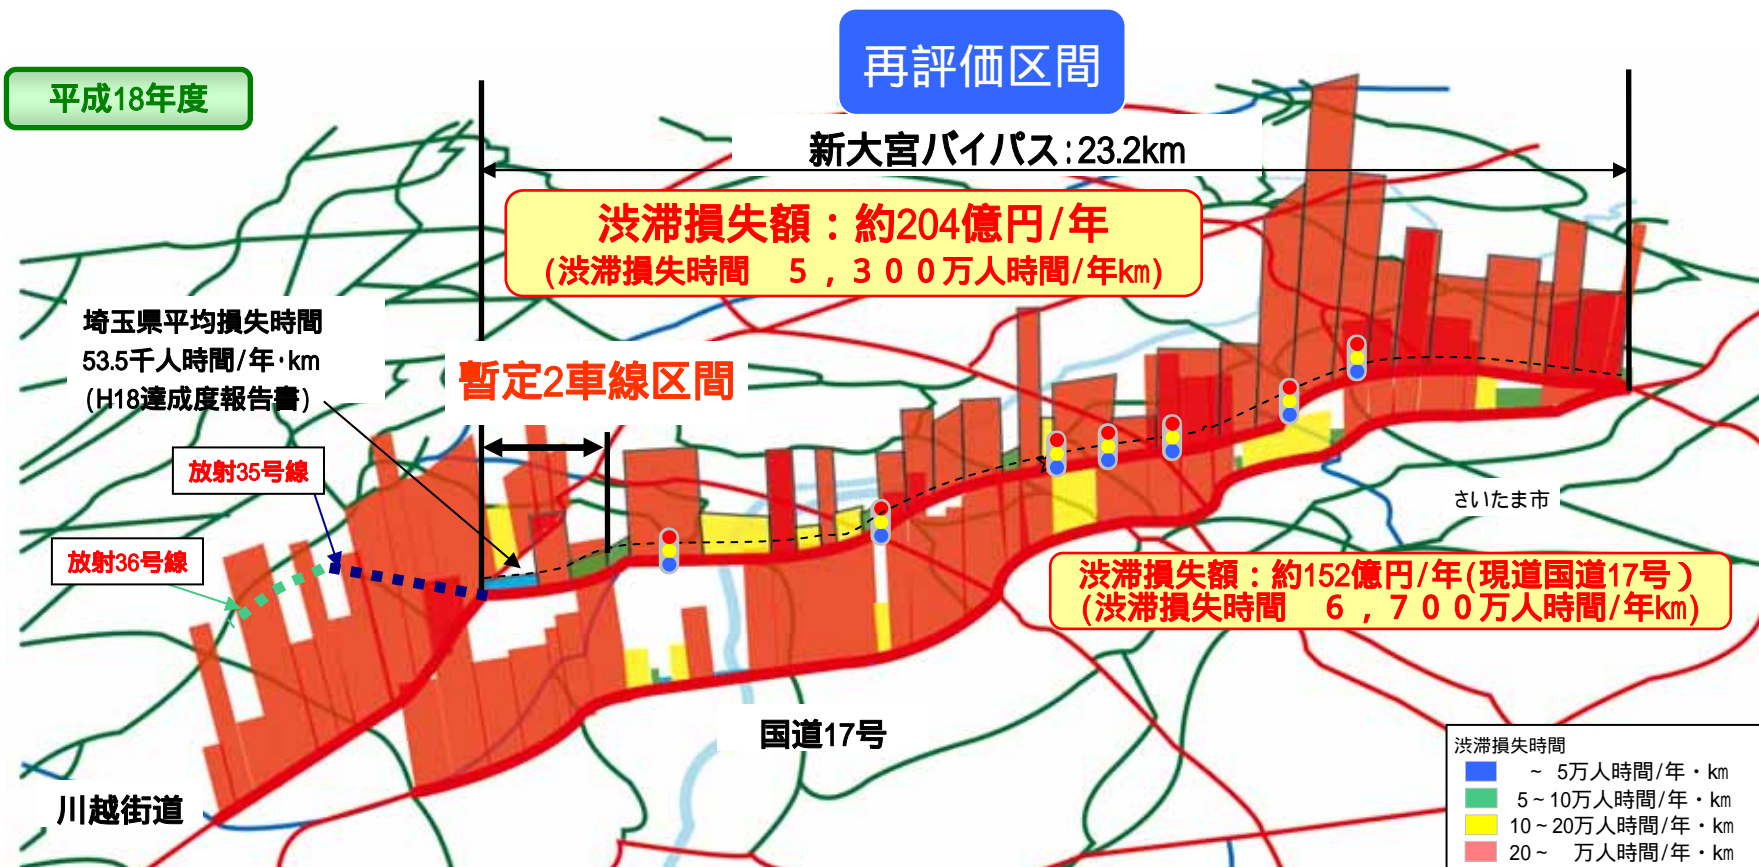 再評価区間
平成18年度
新大宮バイパス:23.2km
渋滞損失額：約204億円/年
(渋滞損失時間　５，３００万人時間/年㎞)
埼玉県平均損失時間
53.5千人時間/年･km
(H18達成度報告書)
暫定2車線区間
放射35号線
放射36号線
さいたま市
渋滞損失額：約152億円/年(現道国道17号）
(渋滞損失時間　６，７００万人時間/年㎞)
国道17号
川越街道
渋滞損失時間
~ 5万人時間/年・㎞
5~10万人時間/年・㎞
10~20万人時間/年・㎞
20~　万人時間/年・㎞